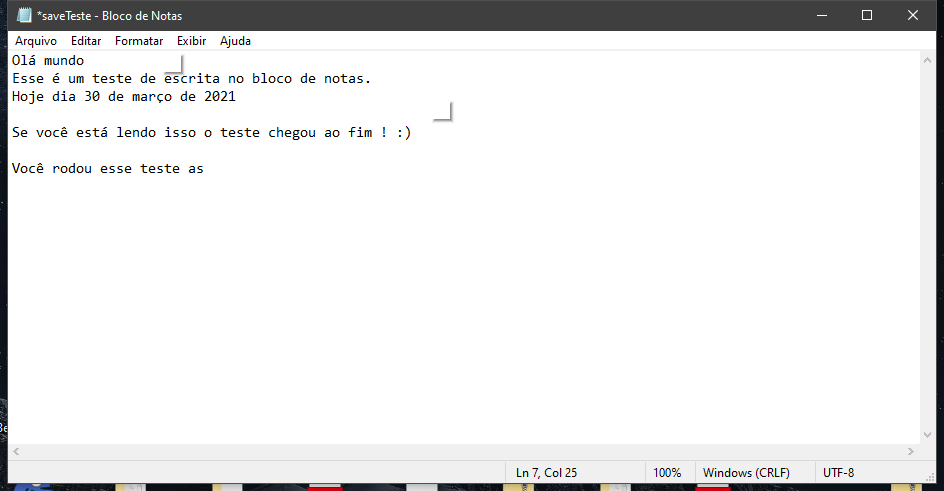 *saveTeste - Bloco de Notas
Arquivo Editar Formatar Exibir Ajuda
Olá mundo
Esse é um teste de escrita no bloco de notas.
Hoje dia 30 de março de 2021
Se você está lendo isso o teste chegou ao fim ! :)
Você rodou esse teste as
Ln 7, Col 25 100% Windows (CRLF) UTF-8